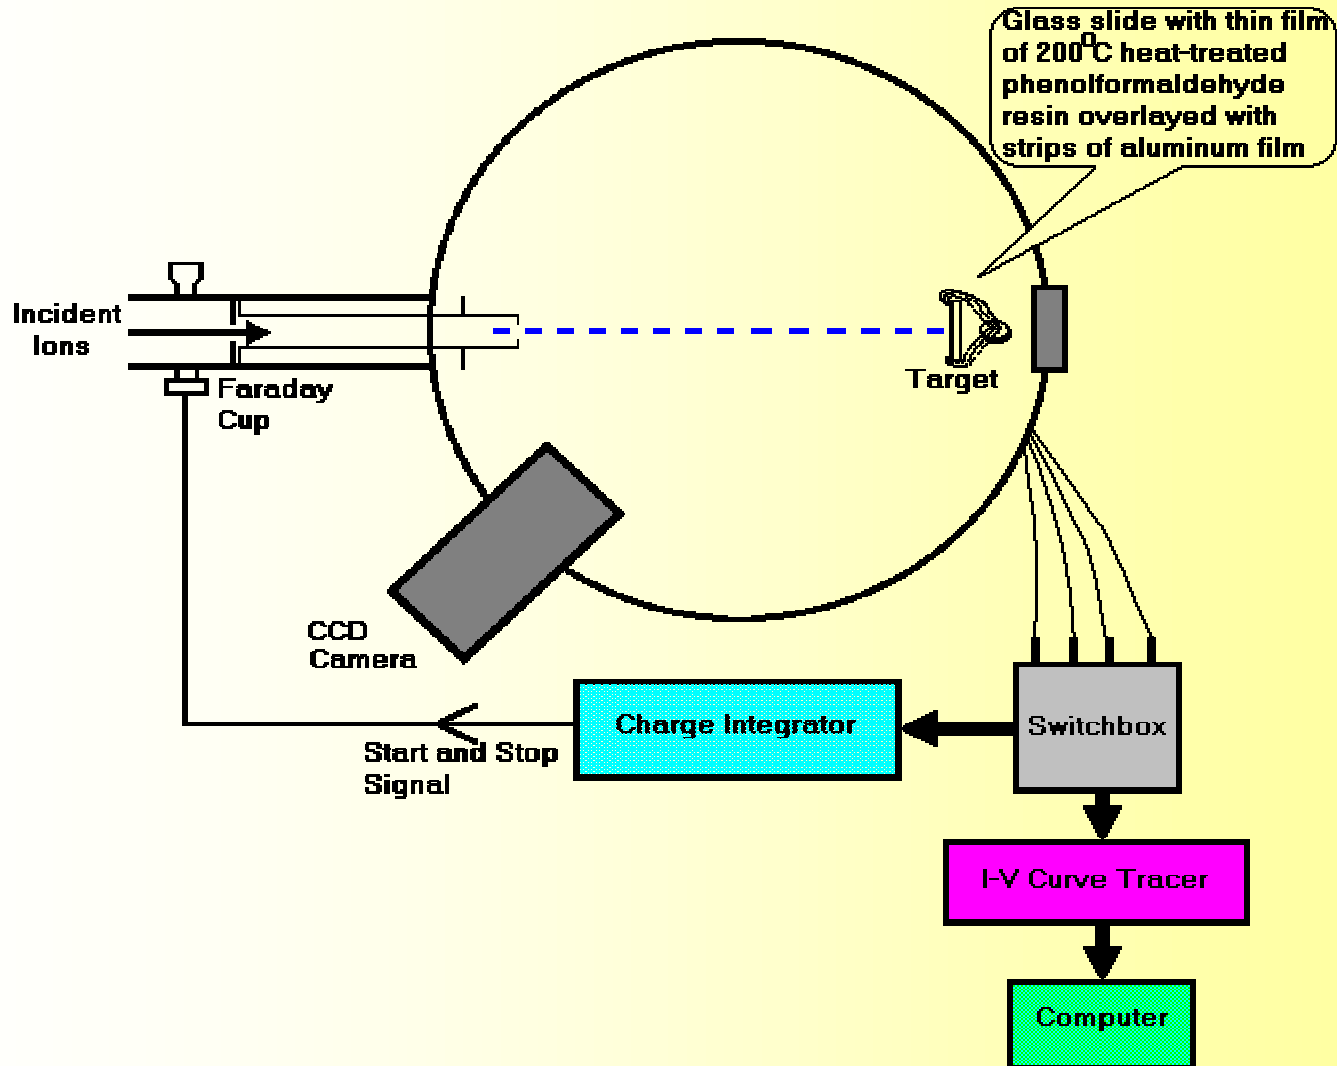 Glass slide with thin film
of 200°C heat-treated
phenolformaldehyde
resin overlayed with
strips of aluminum film
Incident
Ions
Faraday
Cup
Target
CCD
Camera
Start and Stop
Signal
Charge Integrator
Switchbox
I-V Curve Tracer
Computer